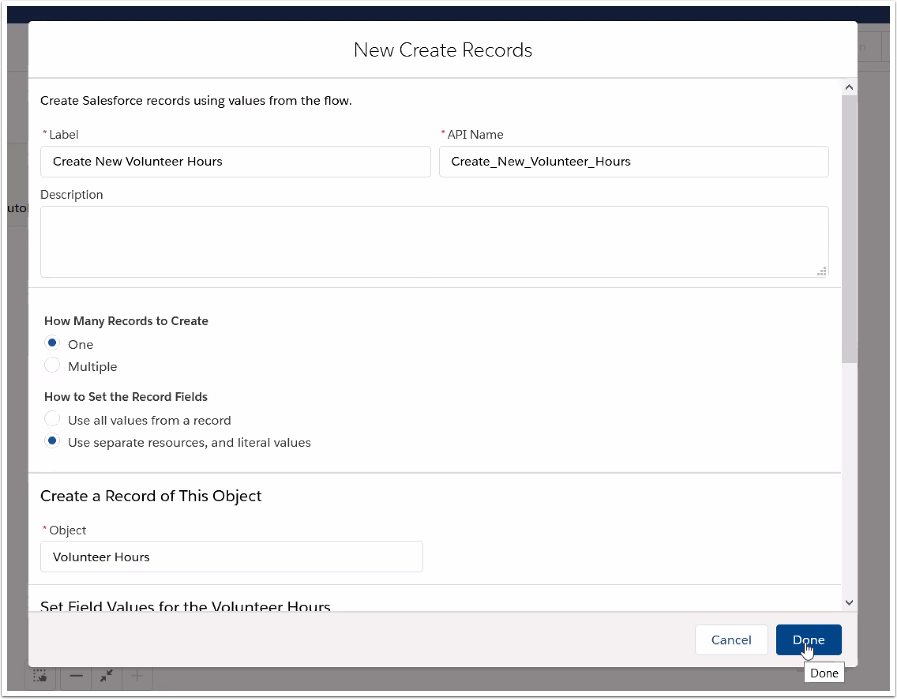 New Create Records
Create Salesforce records using values from the flow.
* Label
* API Name
Create New Volunteer Hours
Create_New_Volunteer_Hours
Description
How Many Records to Create
One
Multiple
How to Set the Record Fields
Use all values from a record
Use separate resources, and literal values
Create a Record of This Object
* Object
Volunteer Hours
Set Field Values for the Volunteer Hours
Cancel
Done
Done